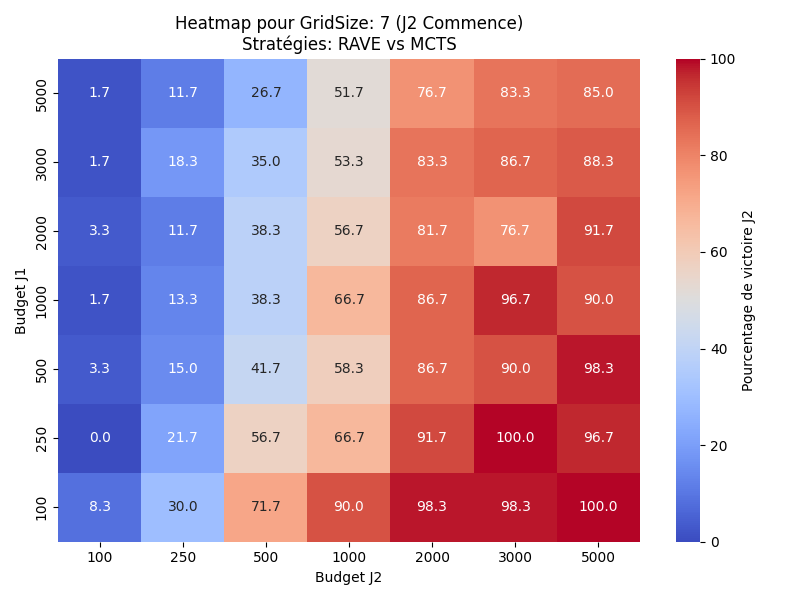 Heatmap pour GridSize: 7 (J2 Commence)
Stratégies: RAVE vs MCTS
Budget J1
5000 1.7 11.7 26.7 51.7 76.7 83.3 85.0
3000 1.7 18.3 35.0 53.3 83.3 86.7 88.3
2000 3.3 11.7 38.3 56.7 81.7 76.7 91.7
1000 1.7 13.3 38.3 66.7 86.7 96.7 90.0
500 3.3 15.0 41.7 58.3 86.7 90.0 98.3
250 0.0 21.7 56.7 66.7 91.7 100.0 96.7
100 8.3 30.0 71.7 90.0 98.3 98.3 100.0
100 250 500 1000 2000 3000 5000
Budget J2
100
80
60
40
20
0
Pourcentage de victoire J2